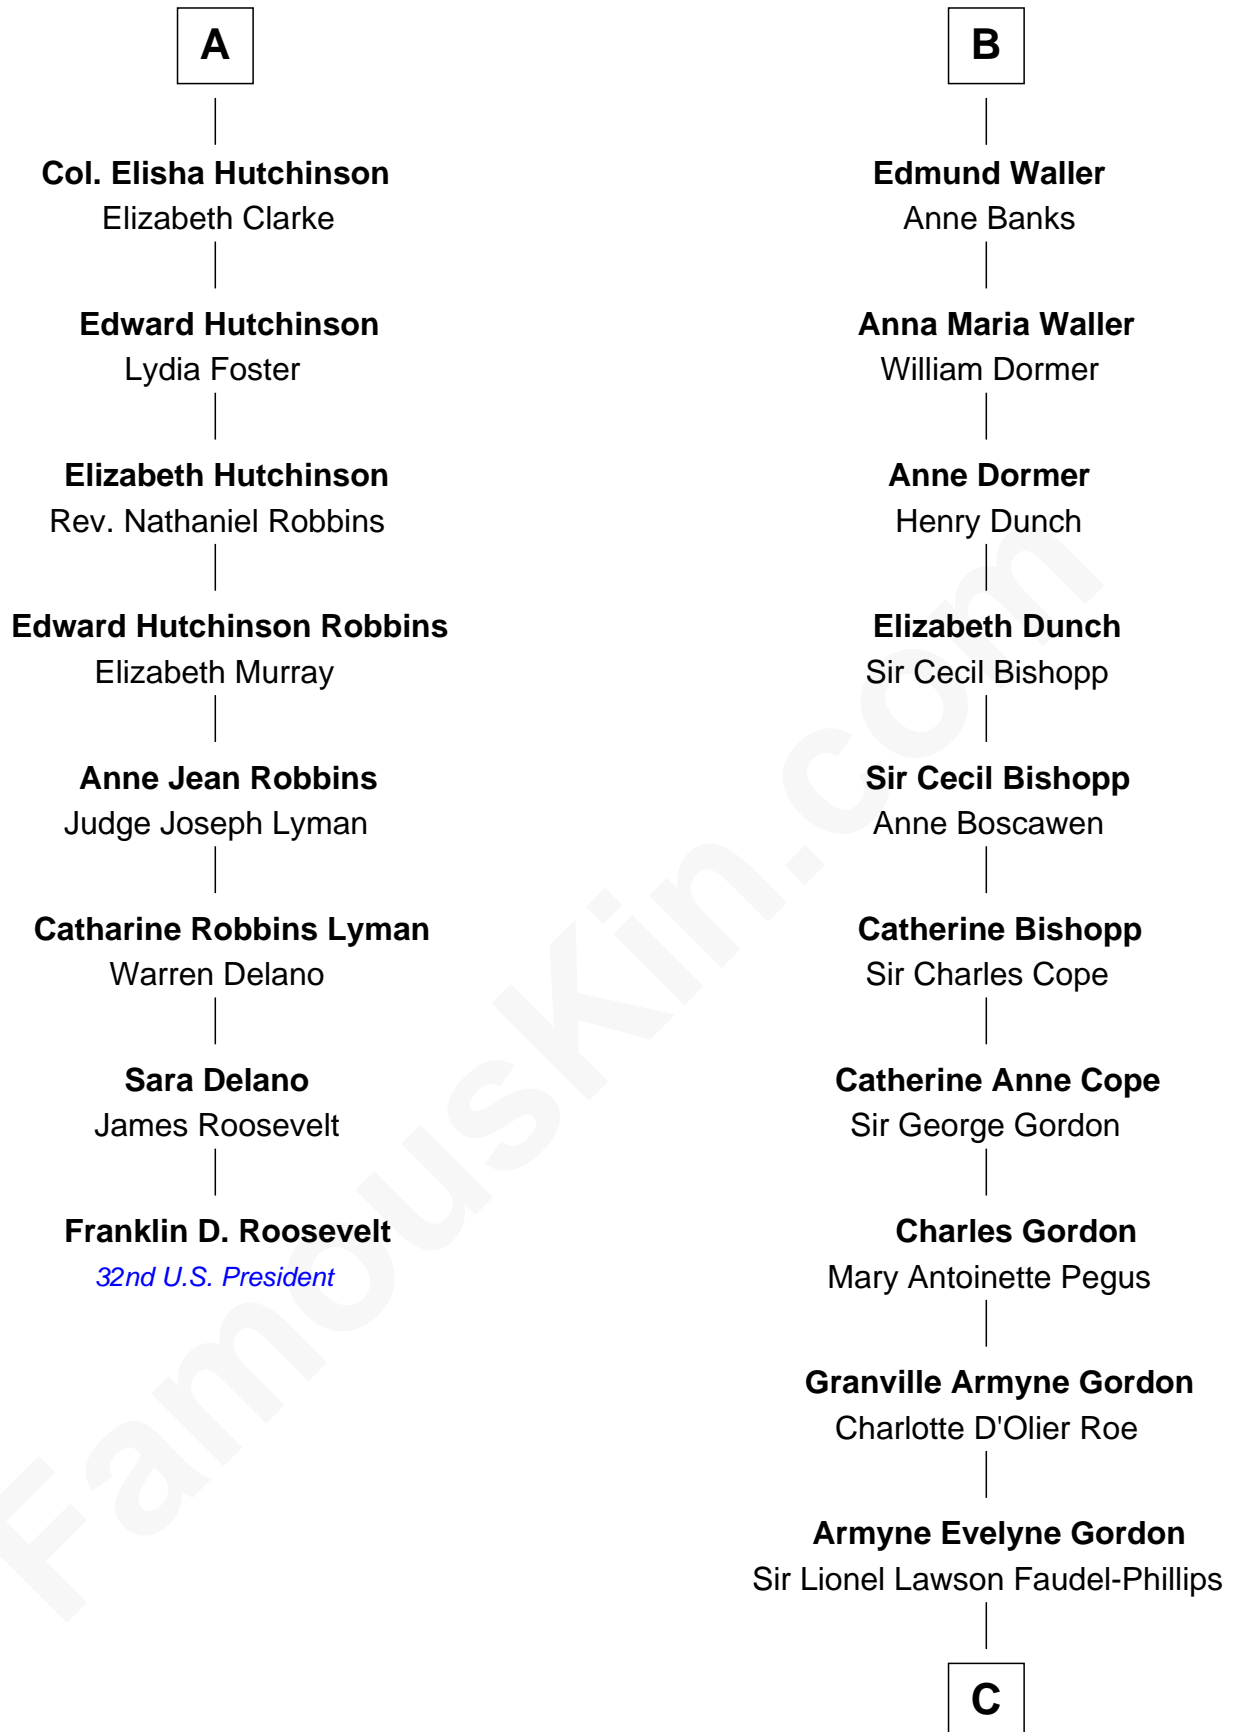 A
Col. Elisha Hutchinson
Elizabeth Clarke
Edward Hutchinson
Lydia Foster
Elizabeth Hutchinson
Rev. Nathaniel Robbins
Edward Hutchinson Robbins
Elizabeth Murray
Anne Jean Robbins
Judge Joseph Lyman
Catharine Robbins Lyman
Warren Delano
Sara Delano
James Roosevelt
Franklin D. Roosevelt
32nd U.S. President
B
Edmund Waller
Anne Banks
Anna Maria Waller
William Dormer
Anne Dormer
Henry Dunch
Elizabeth Dunch
Sir Cecil Bishopp
Sir Cecil Bishopp
Anne Boscawen
Catherine Bishopp
Sir Charles Cope
Catherine Anne Cope
Sir George Gordon
Charles Gordon
Mary Antoinette Pegus
Granville Armyne Gordon
Charlotte D'Olier Roe
Armyne Evelyne Gordon
Sir Lionel Lawson Faudel-Phillips
C
FamousKin.com